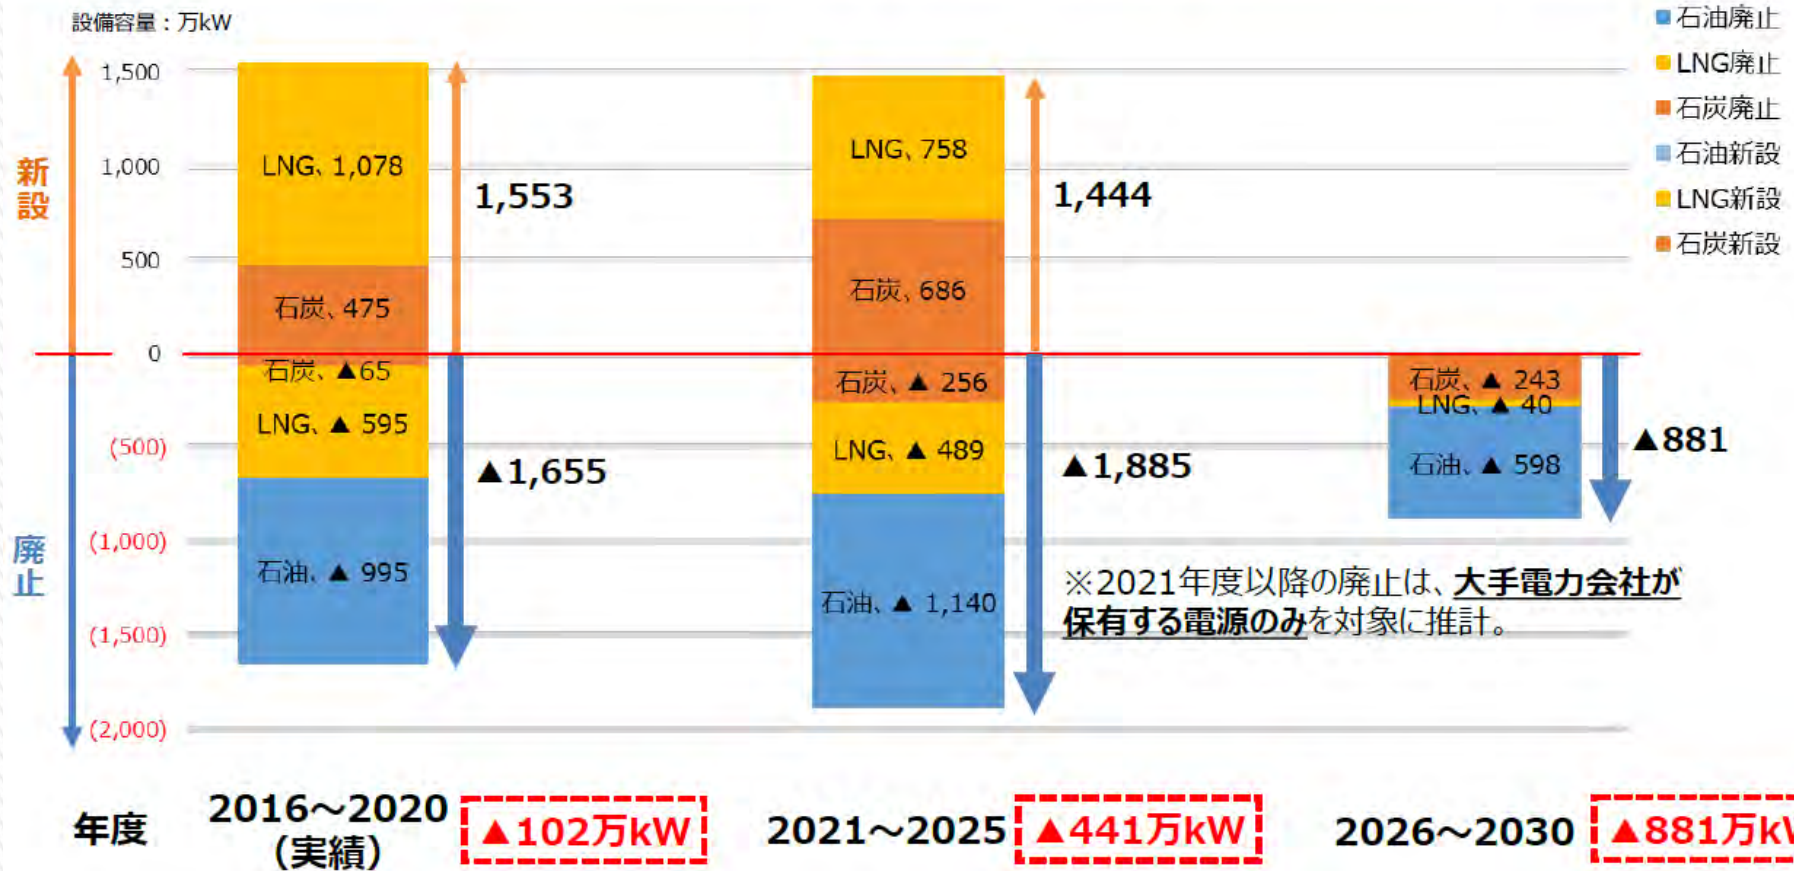 設備容量：万kW
石油廃止
LNG廃止
石炭廃止
石油新設
LNG新設
石炭新設
新設
廃止
1,500
1,000
500
0
(500)
(1,000)
(1,500)
(2,000)
LNG、1,078
石炭、475
石炭、▲65
LNG、▲ 595
石油、▲ 995
1,553
▲1,655
LNG、758
石炭、686
石炭、▲ 256
LNG、▲ 489
石油、▲ 1,140
1,444
▲1,885
石炭、▲ 243
LNG、▲ 40
石油、▲ 598
▲881
※2021年度以降の廃止は、大手電力会社が
保有する電源のみを対象に推計。
年度
2016～2020
（実績）
▲102万kW
2021～2025
▲441万kW
2026～2030
▲881万kW